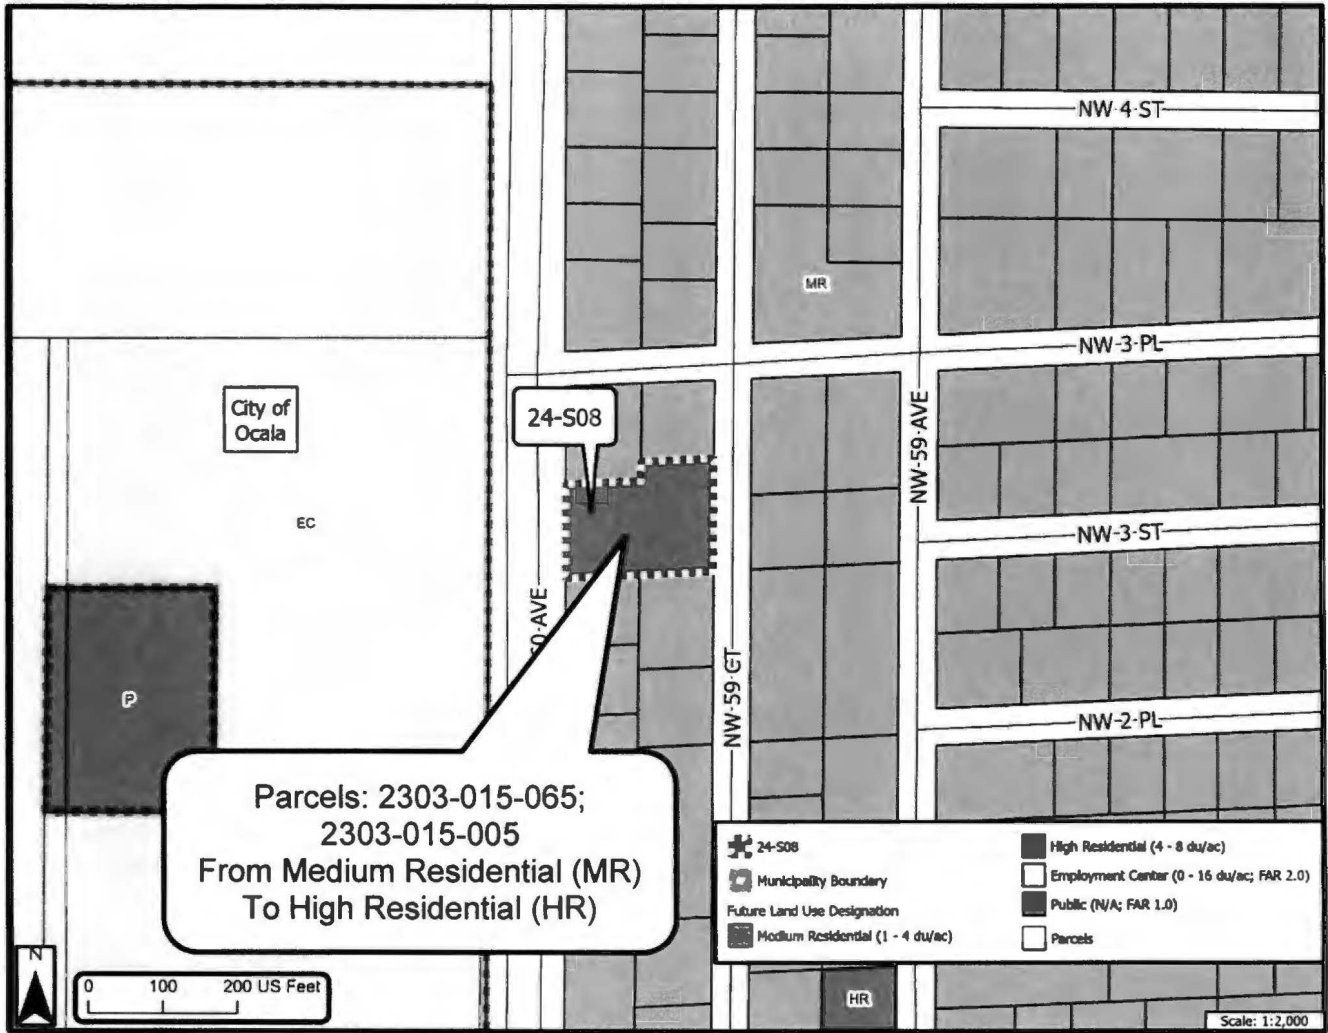 NW-4-ST
MR
NW-3-PL
City of
Ocala
24-S08
NW-59-AVE
EC
NW-3-ST
60-AVE
NW-59-CT
P
NW-2-PL
Parcels: 2303-015-065;
2303-015-005
From Medium Residential (MR)
To High Residential (HR)
24-S08
Municipality Boundary
Future Land Use Designation
Medium Residential (1 - 4 du/ac)
High Residential (4 - 8 du/ac)
Employment Center (0 - 16 du/ac; FAR 2.0)
Public (N/A; FAR 1.0)
Parcels
N
0 100 200 US Feet
HR
Scale: 1:2,000